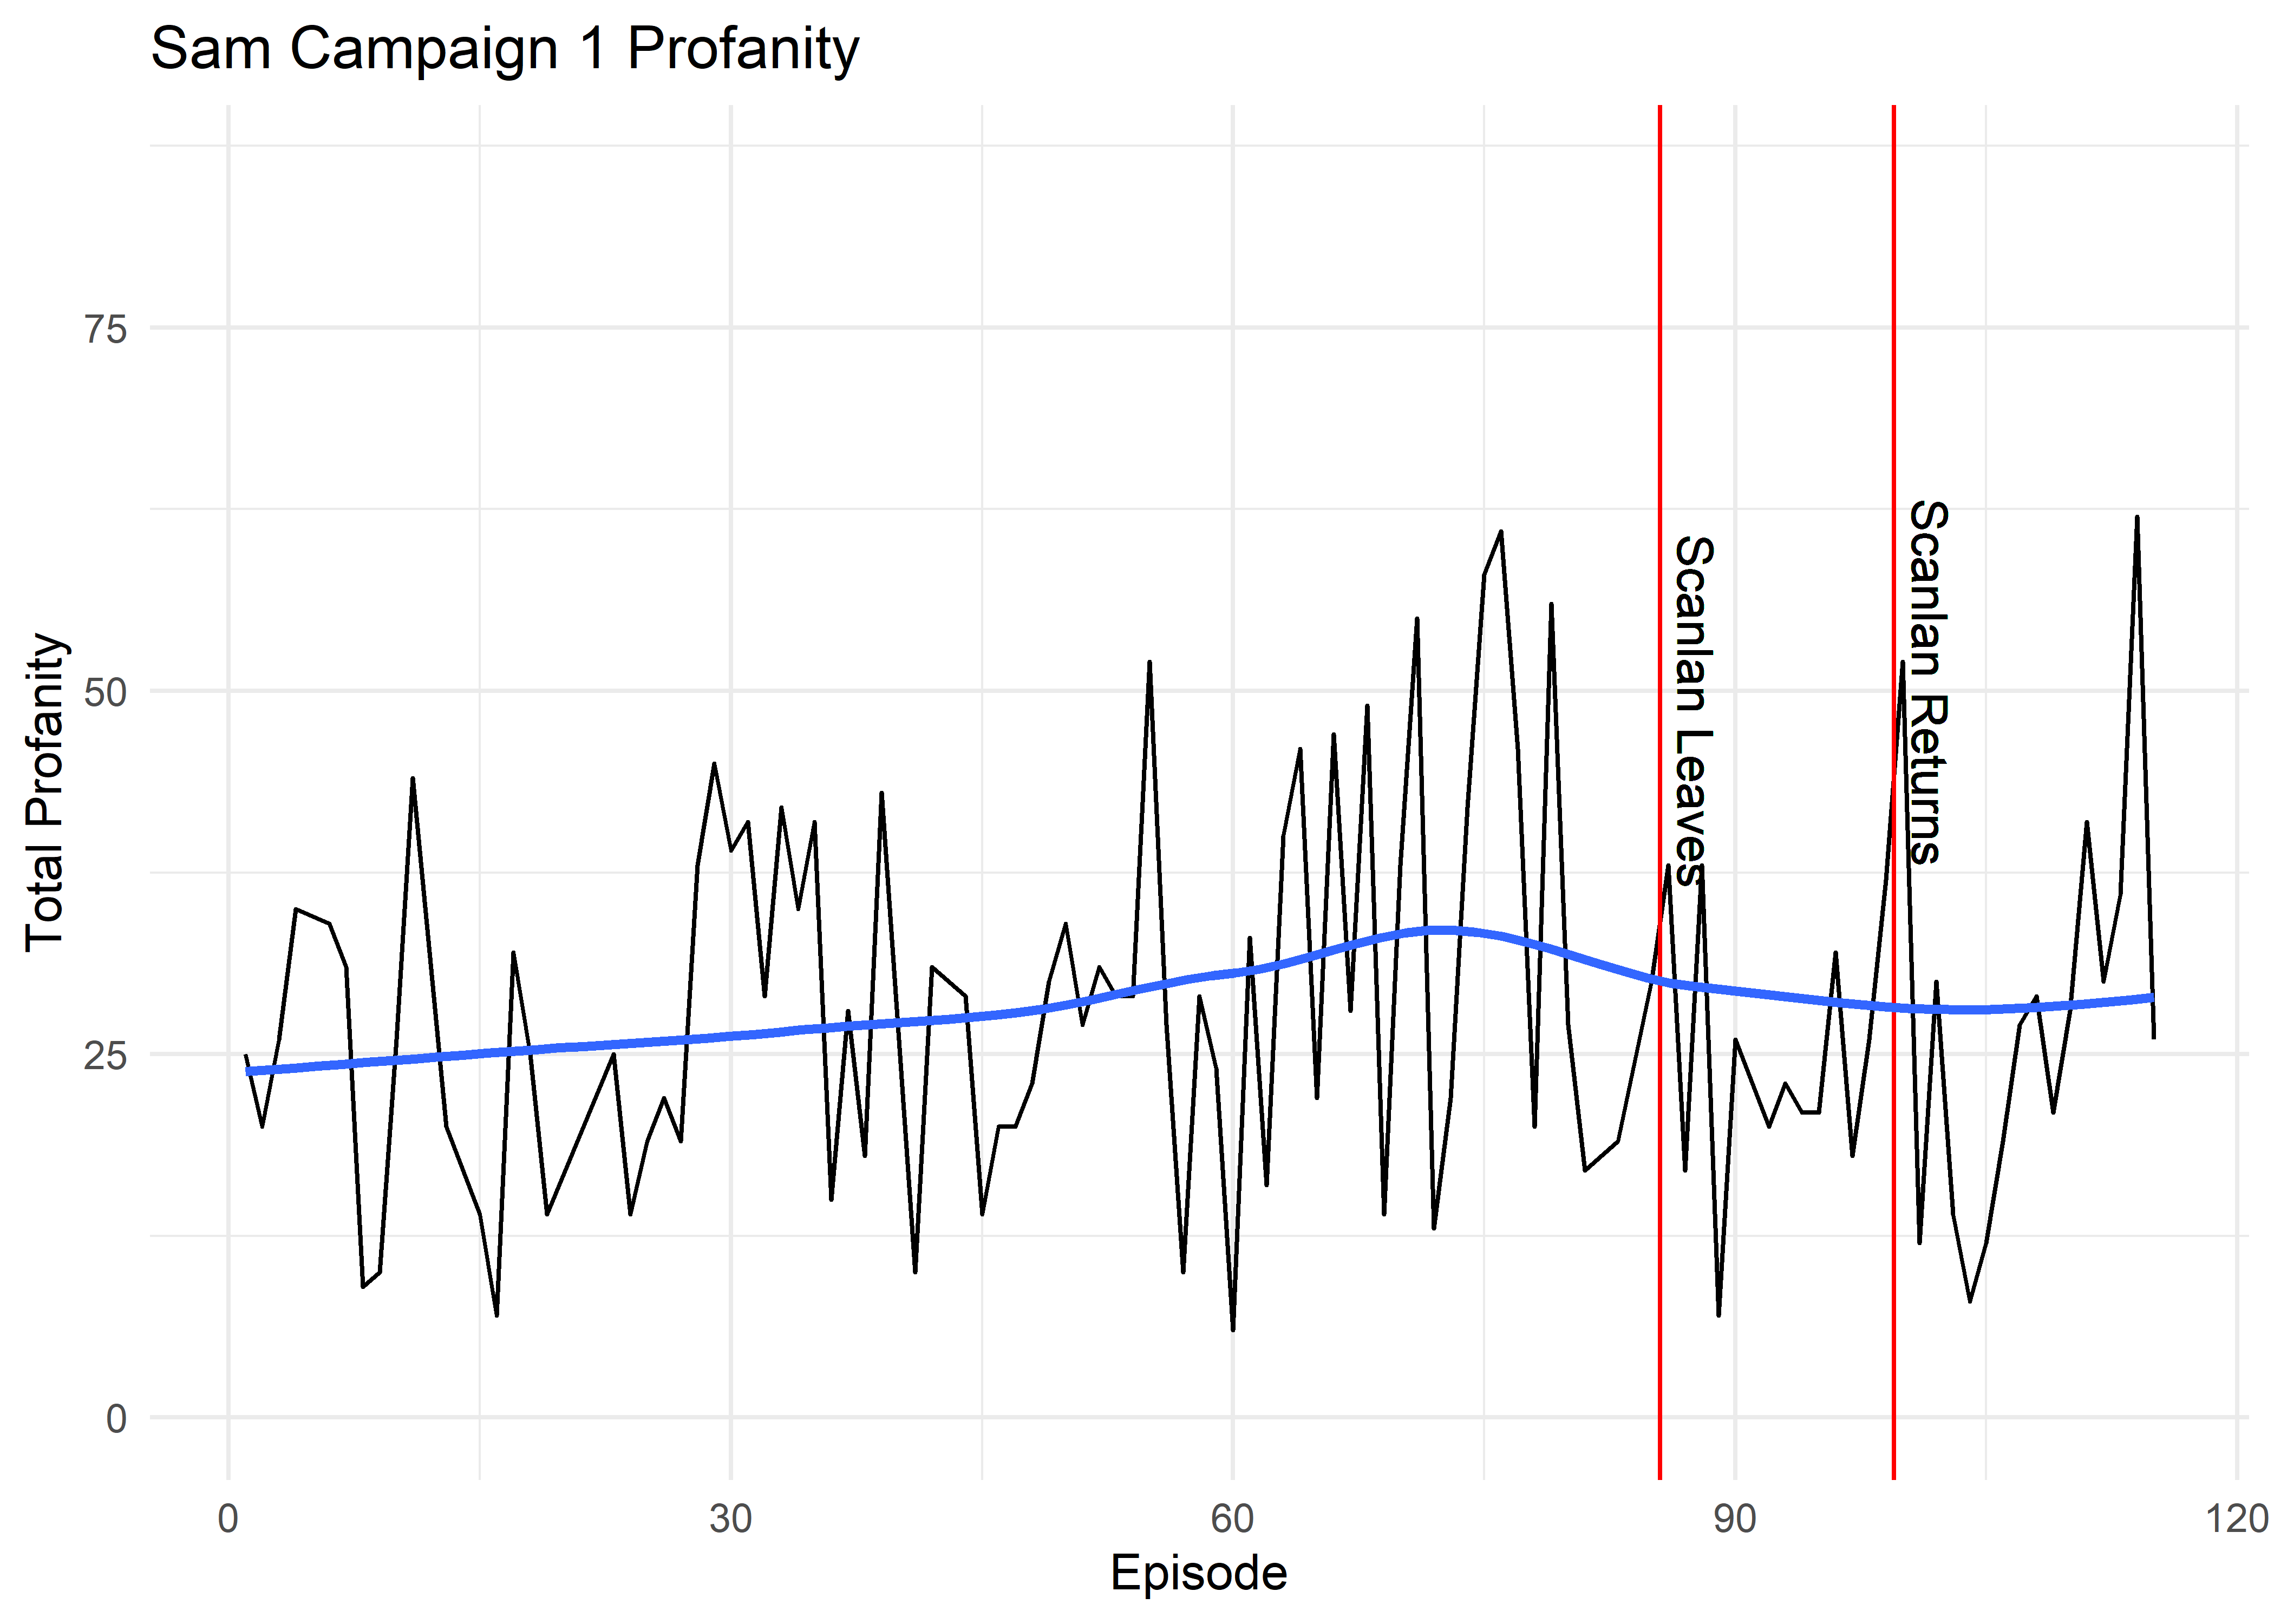 Sam Campaign 1 Profanity
Total Profanity
75
50
25
0
Scanlan Leaves
Scanlan Returns
0
30
60
90
120
Episode